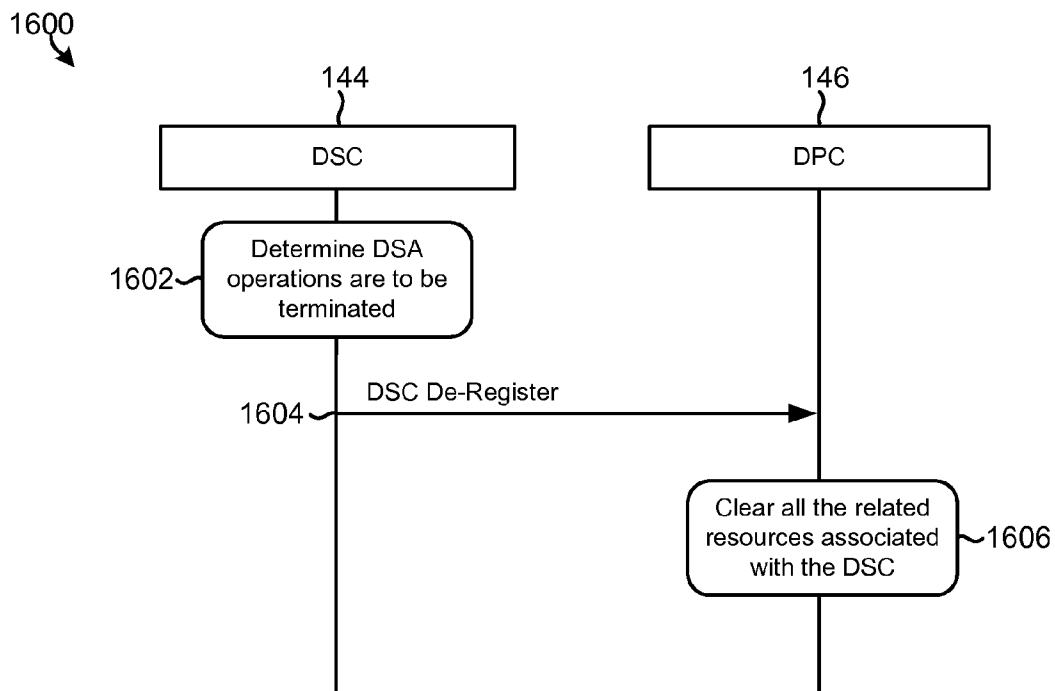 1600
144
146
DSC
DPC
Determine DSA
operations are to be
terminated
1602
DSC De-Register
1604
Clear all the related
resources associated
with the DSC
1606